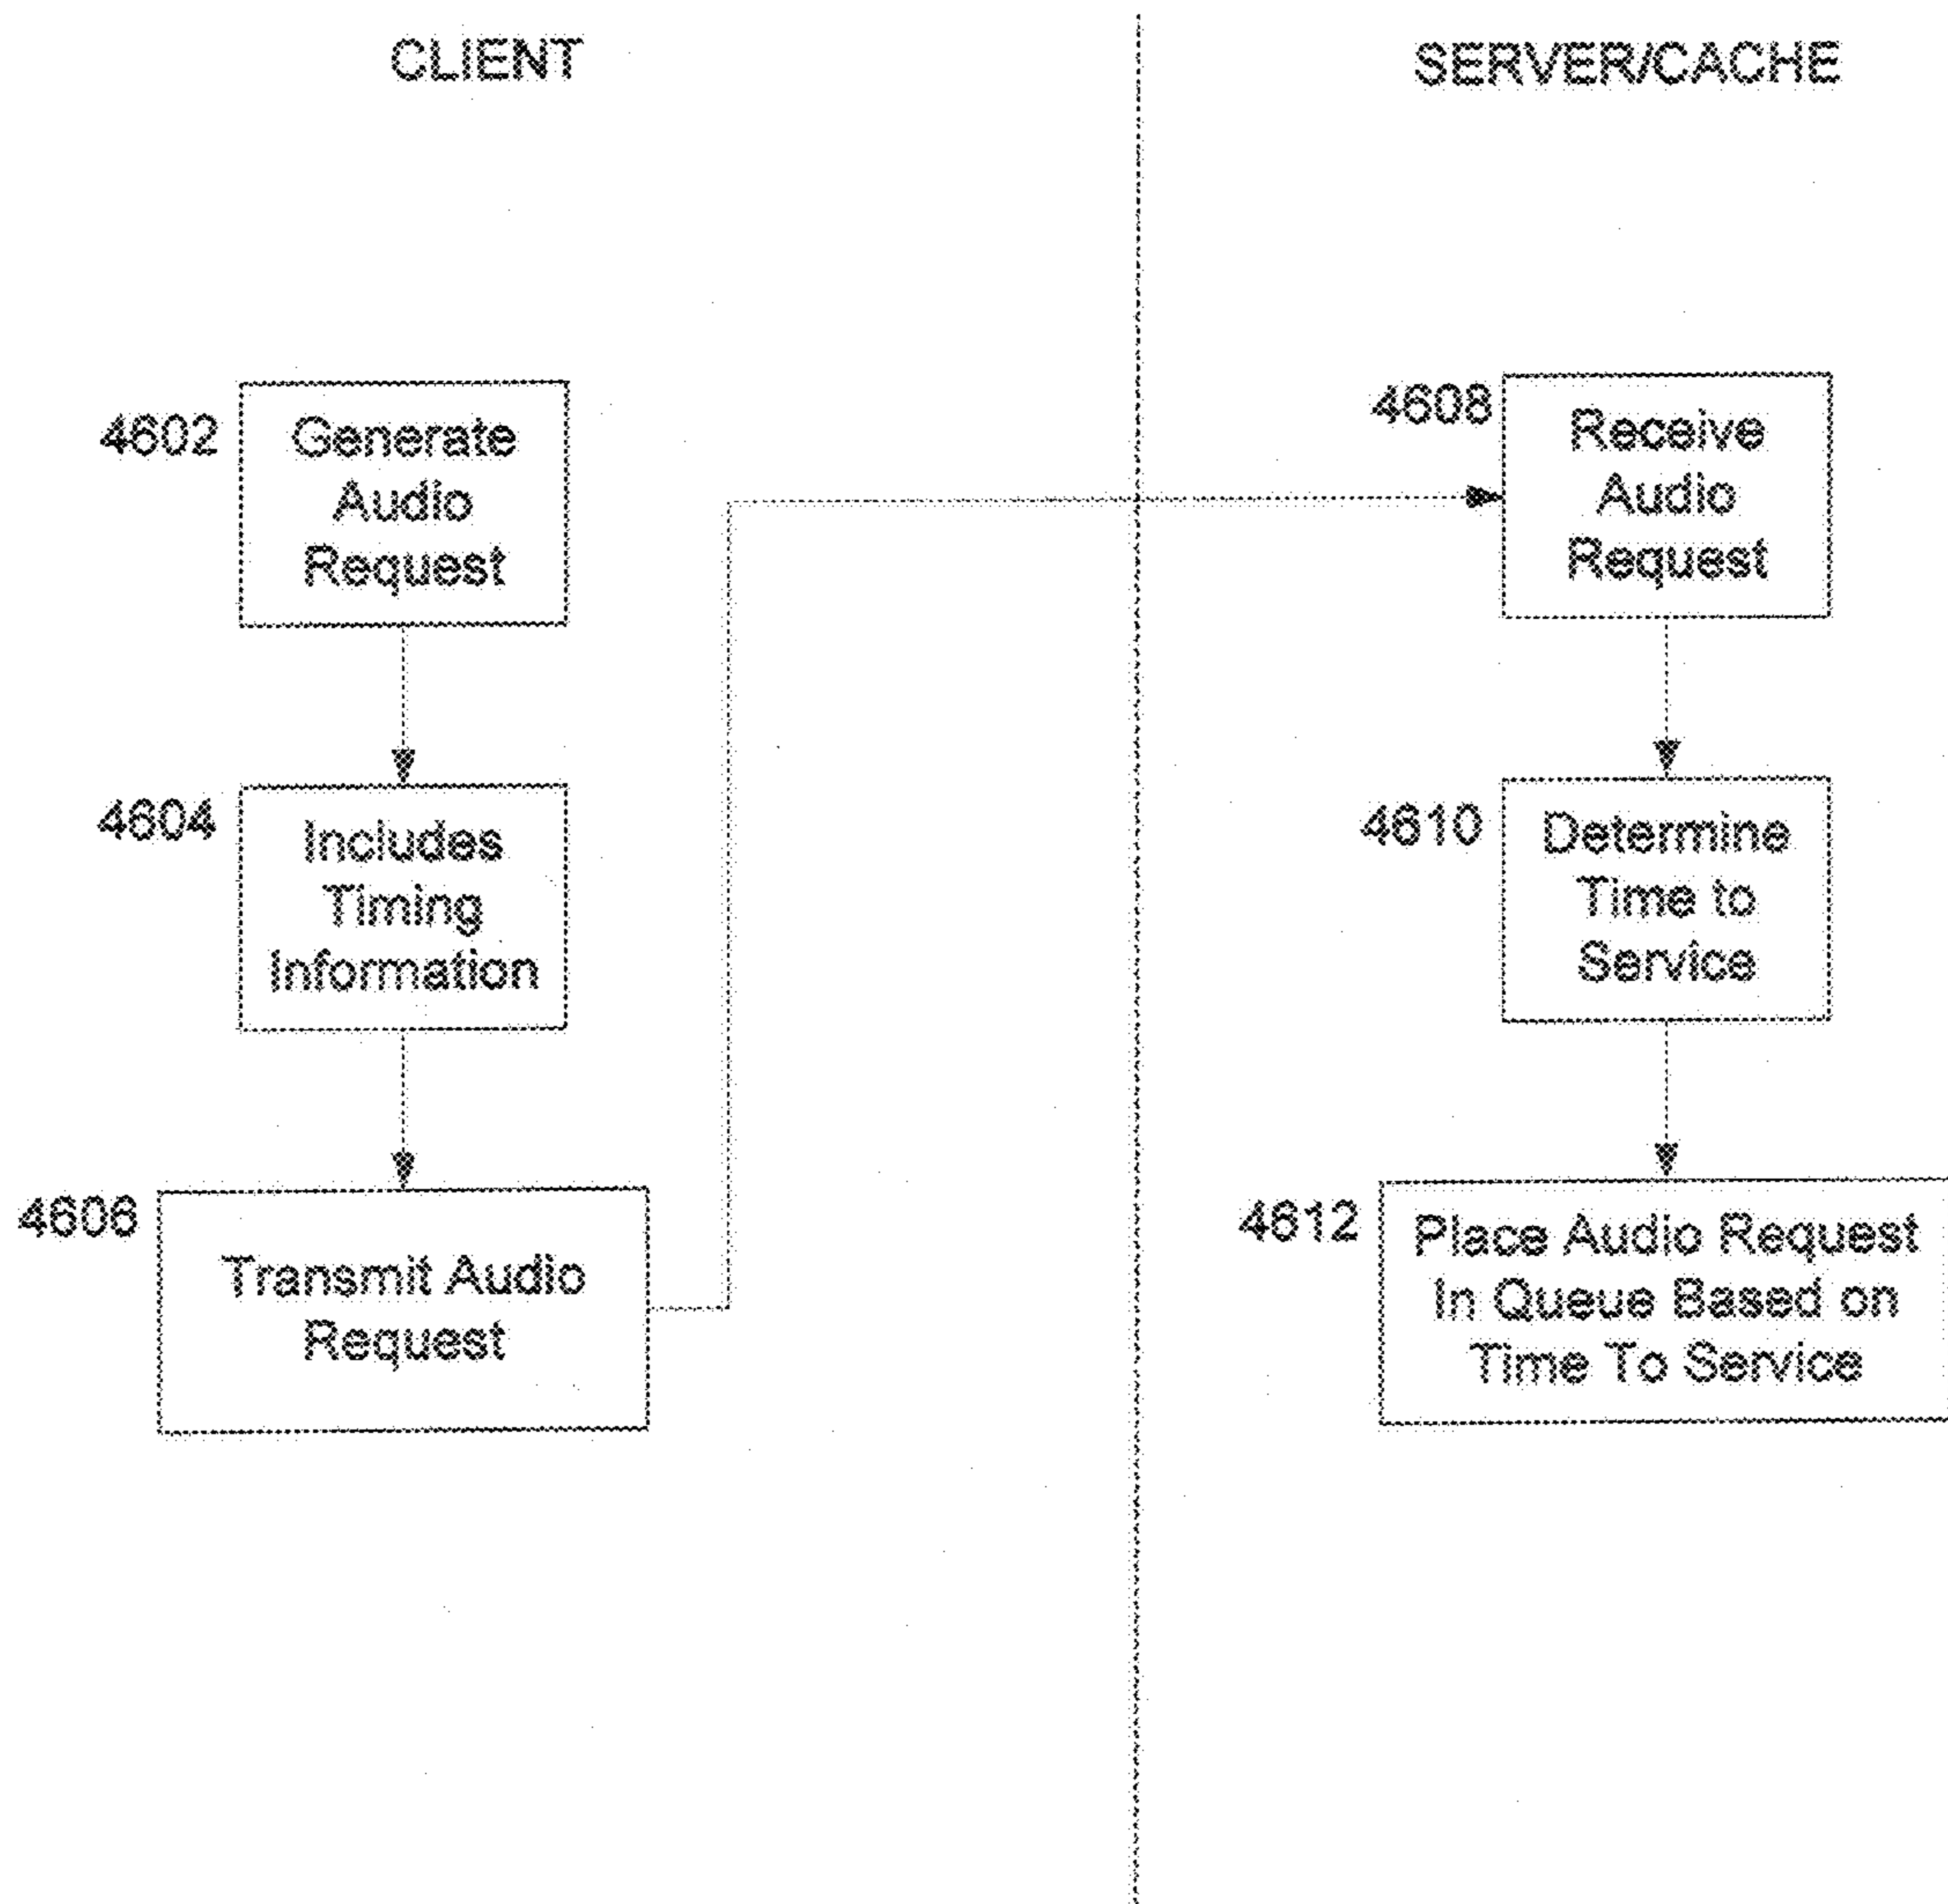 CLIENT
SERVER/CACHE
4602
Generate
Audio
Request
4604
Includes
Timing
Information
4606
Transmit Audio
Request
4608
Receive
Audio
Request
4610
Determine
Time to
Service
4612
Place Audio Request
In Queue Based on
Time To Service